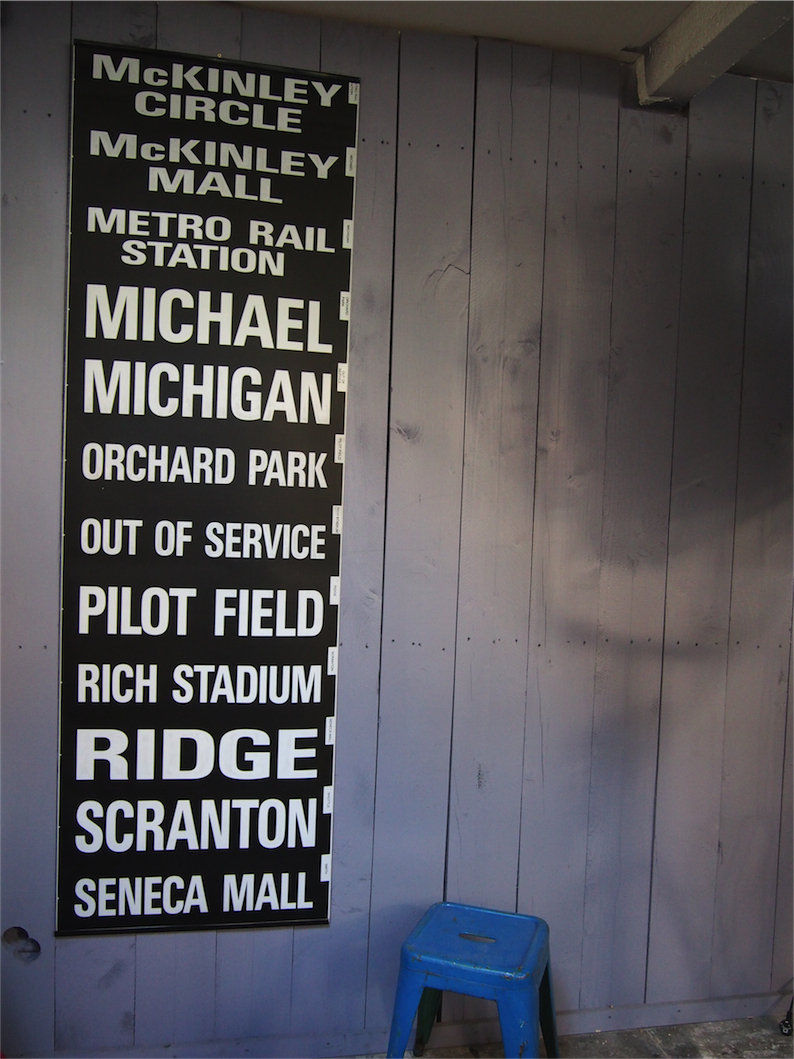 McKINLEY
CIRCLE
McKINLEY
MALL
METRO RAIL
STATION
MICHAEL
MICHIGAN
ORCHARD PARK
OUT OF SERVICE
PILOT FIELD
RICH STADIUM
RIDGE
SCRANTON
SENECA MALL